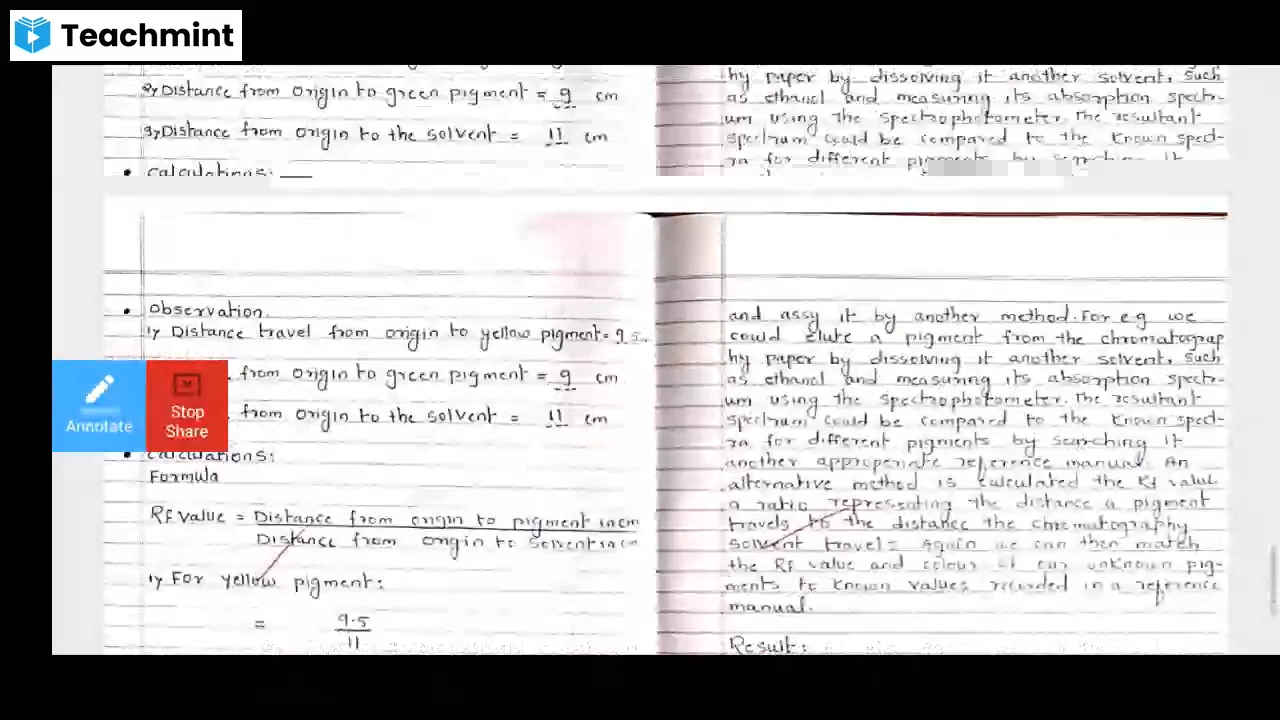 Teachmint
2) Distance from origin to green pigment = 9 cm
3) Distance from origin to the solvent = 11 cm
• calculations:
hy paper by dissolving it another solvent, such
as ethanol and measuring its absorption spectr-
um using the spectrophotometer. The resultant
spectrum could be compared to the known spect-
ra for different pigments by searching it
• Observation.
1) Distance travel from origin to yellow pigment = 9.5
from origin to green pigment = 9 cm
from origin to the solvent = 11 cm
• calculations:
Formula
Rf value = Distance from origin to pigment in cm
Distance from origin to solvent in cm
1) For yellow pigment:
= 9.5
11
Annotate
Stop
Share
and assy it by another method. For e.g we
could elute a pigment from the chromatograp
hy paper by dissolving it another solvent, such
as ethanol and measuring its absorption spectr-
um using the spectrophotometer. The resultant
spectrum could be compared to the known spect-
ra for different pigments by searching it
another appropriate reference manual. An
alternative method is calculated the Rf value
a ratio representing the distance a pigment
travels to the distance the chromatography
solvent travel = Again we can then match
the Rf value and colour of our unknown pig-
ments to known values recorded in a reference
manual.
Result: